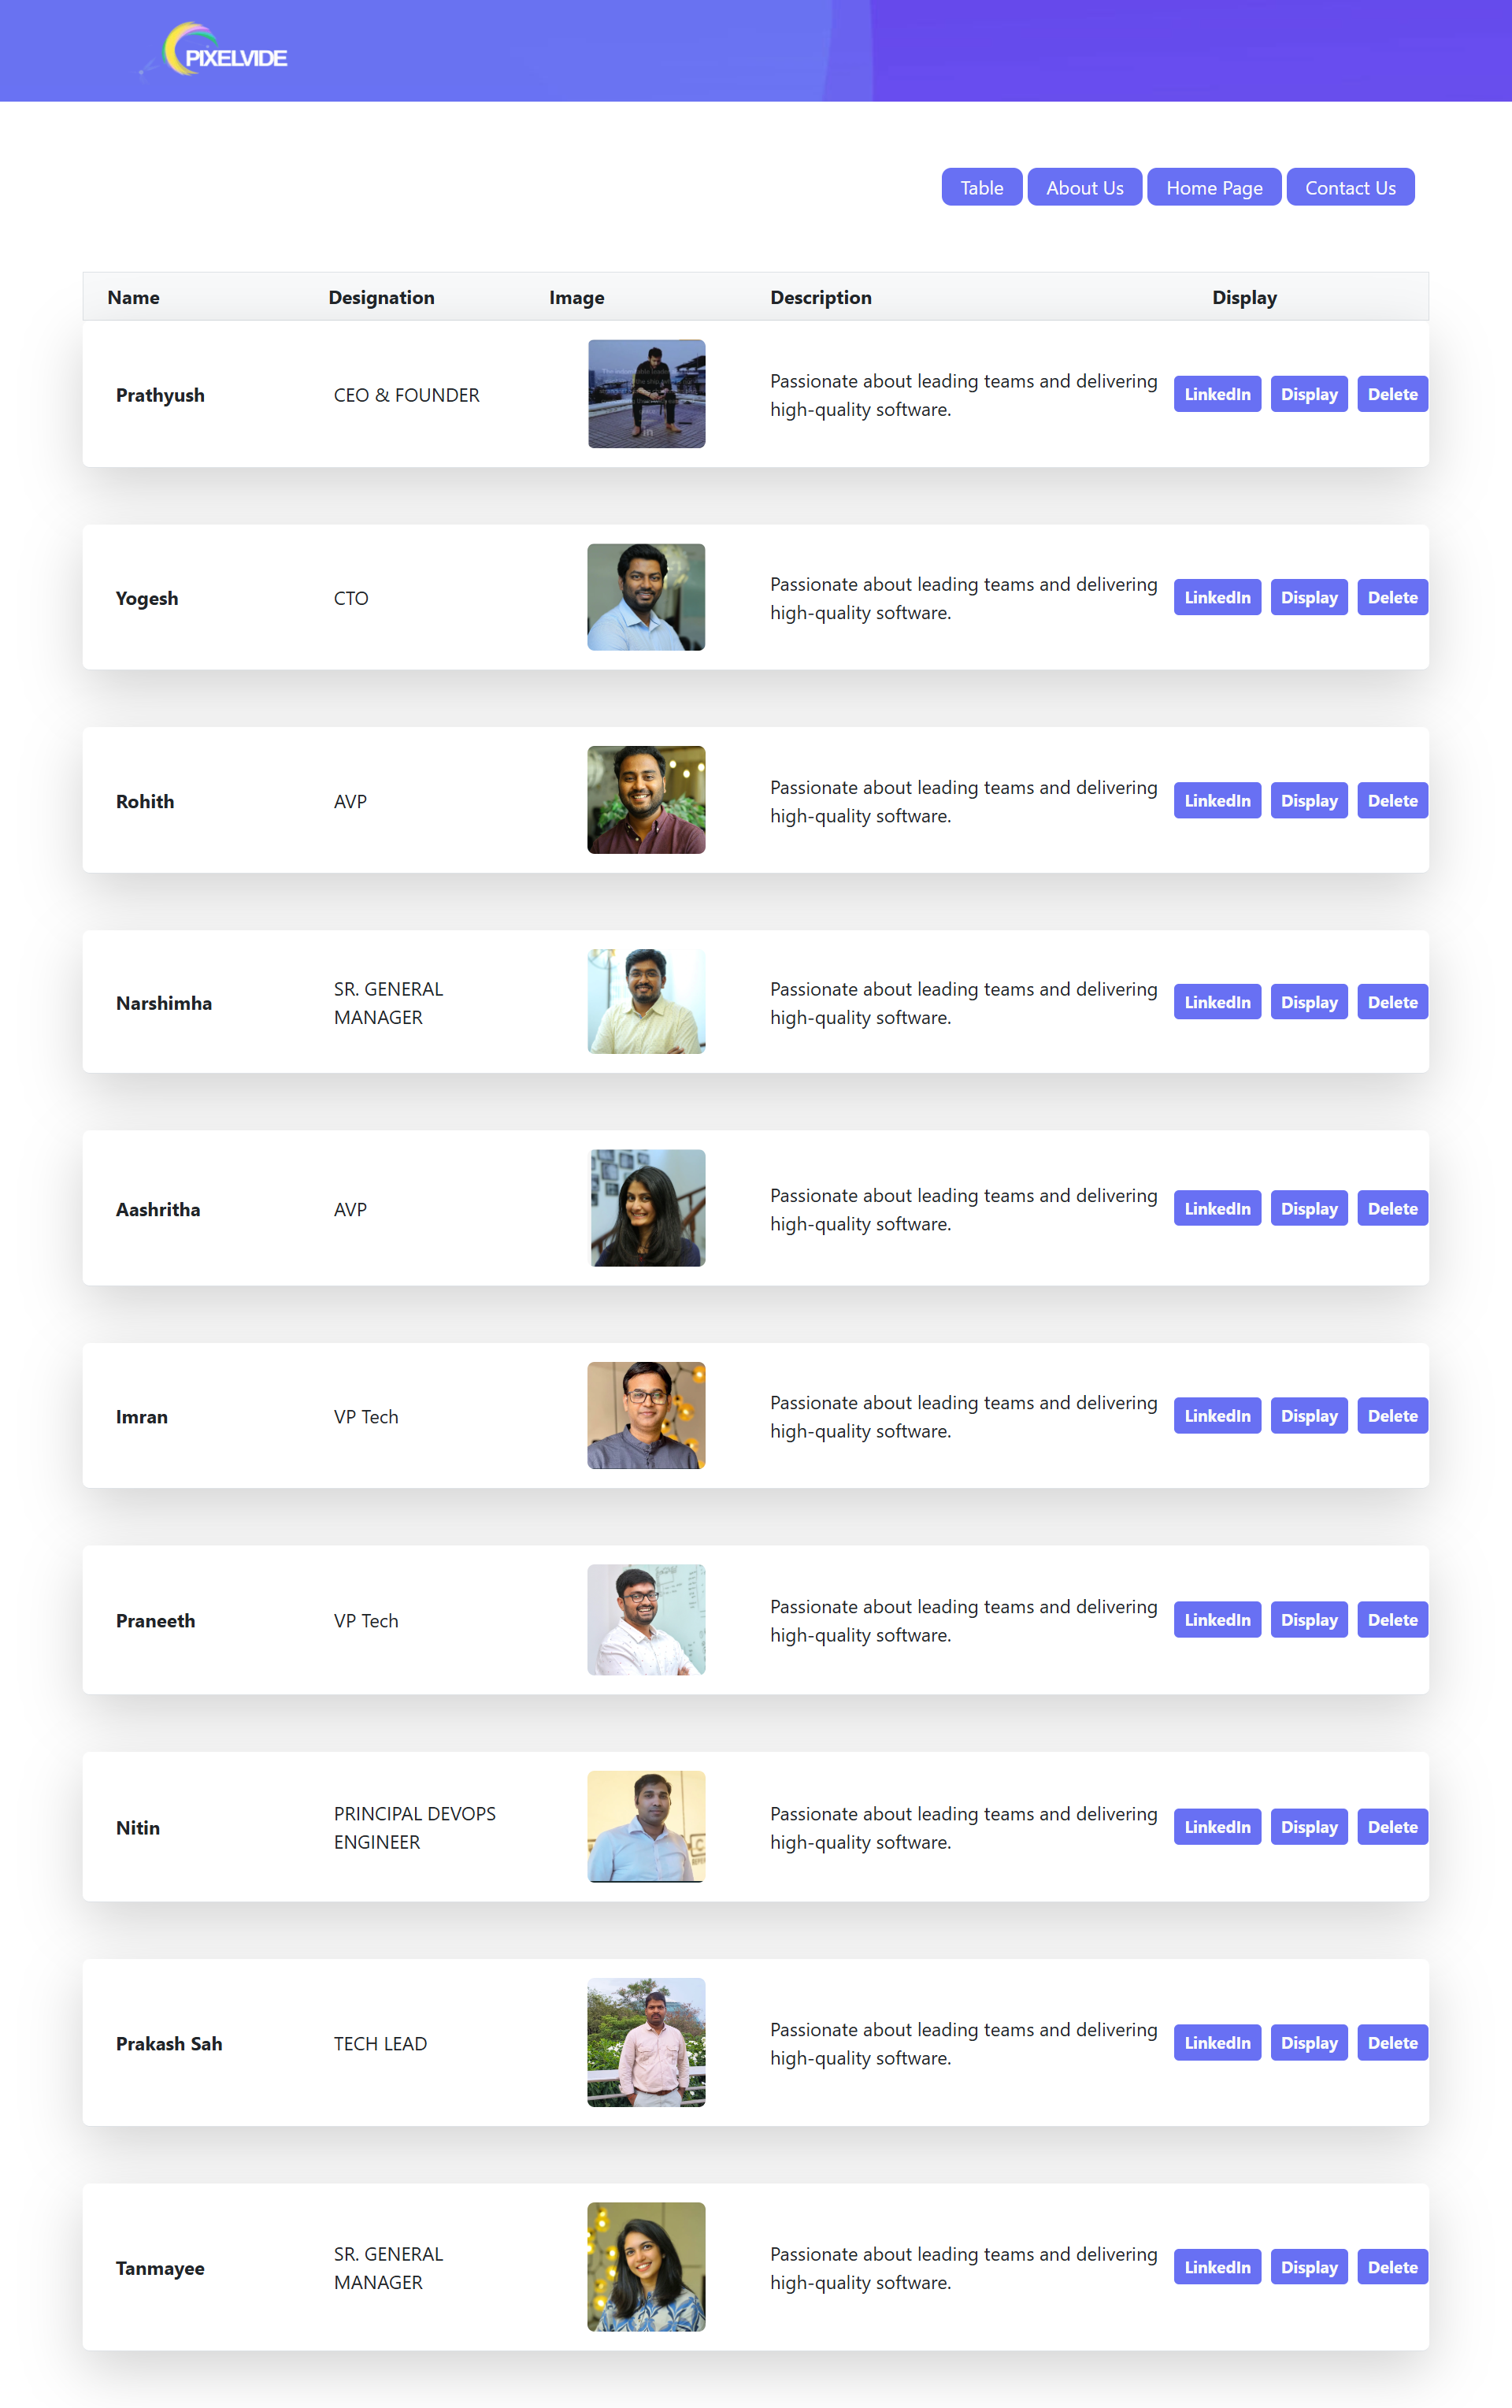 PIXELVIDE
Table About Us Home Page Contact Us
Name Designation Image Description Display
Prathyush CEO & FOUNDER Passionate about leading teams and delivering
high-quality software.
LinkedIn Display Delete
Yogesh CTO Passionate about leading teams and delivering
high-quality software.
LinkedIn Display Delete
Rohith AVP Passionate about leading teams and delivering
high-quality software.
LinkedIn Display Delete
Narshimha SR. GENERAL
MANAGER
Passionate about leading teams and delivering
high-quality software.
LinkedIn Display Delete
Aashritha AVP Passionate about leading teams and delivering
high-quality software.
LinkedIn Display Delete
Imran VP Tech Passionate about leading teams and delivering
high-quality software.
LinkedIn Display Delete
Praneeth VP Tech Passionate about leading teams and delivering
high-quality software.
LinkedIn Display Delete
Nitin PRINCIPAL DEVOPS
ENGINEER
Passionate about leading teams and delivering
high-quality software.
LinkedIn Display Delete
Prakash Sah TECH LEAD Passionate about leading teams and delivering
high-quality software.
LinkedIn Display Delete
Tanmayee SR. GENERAL
MANAGER
Passionate about leading teams and delivering
high-quality software.
LinkedIn Display Delete